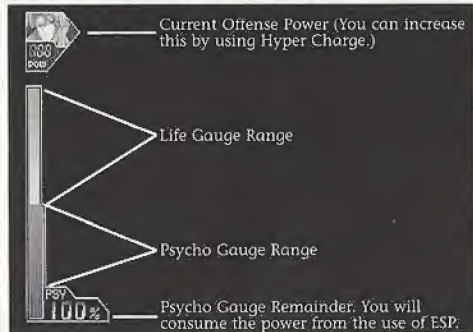 Current Offense Power (You can increase
this by using Hyper Charge.)
000
POW
Life Gauge Range
Psycho Gauge Range
PSY
100%
Psycho Gauge Remainder. You will
consume the power from the use of ESP.